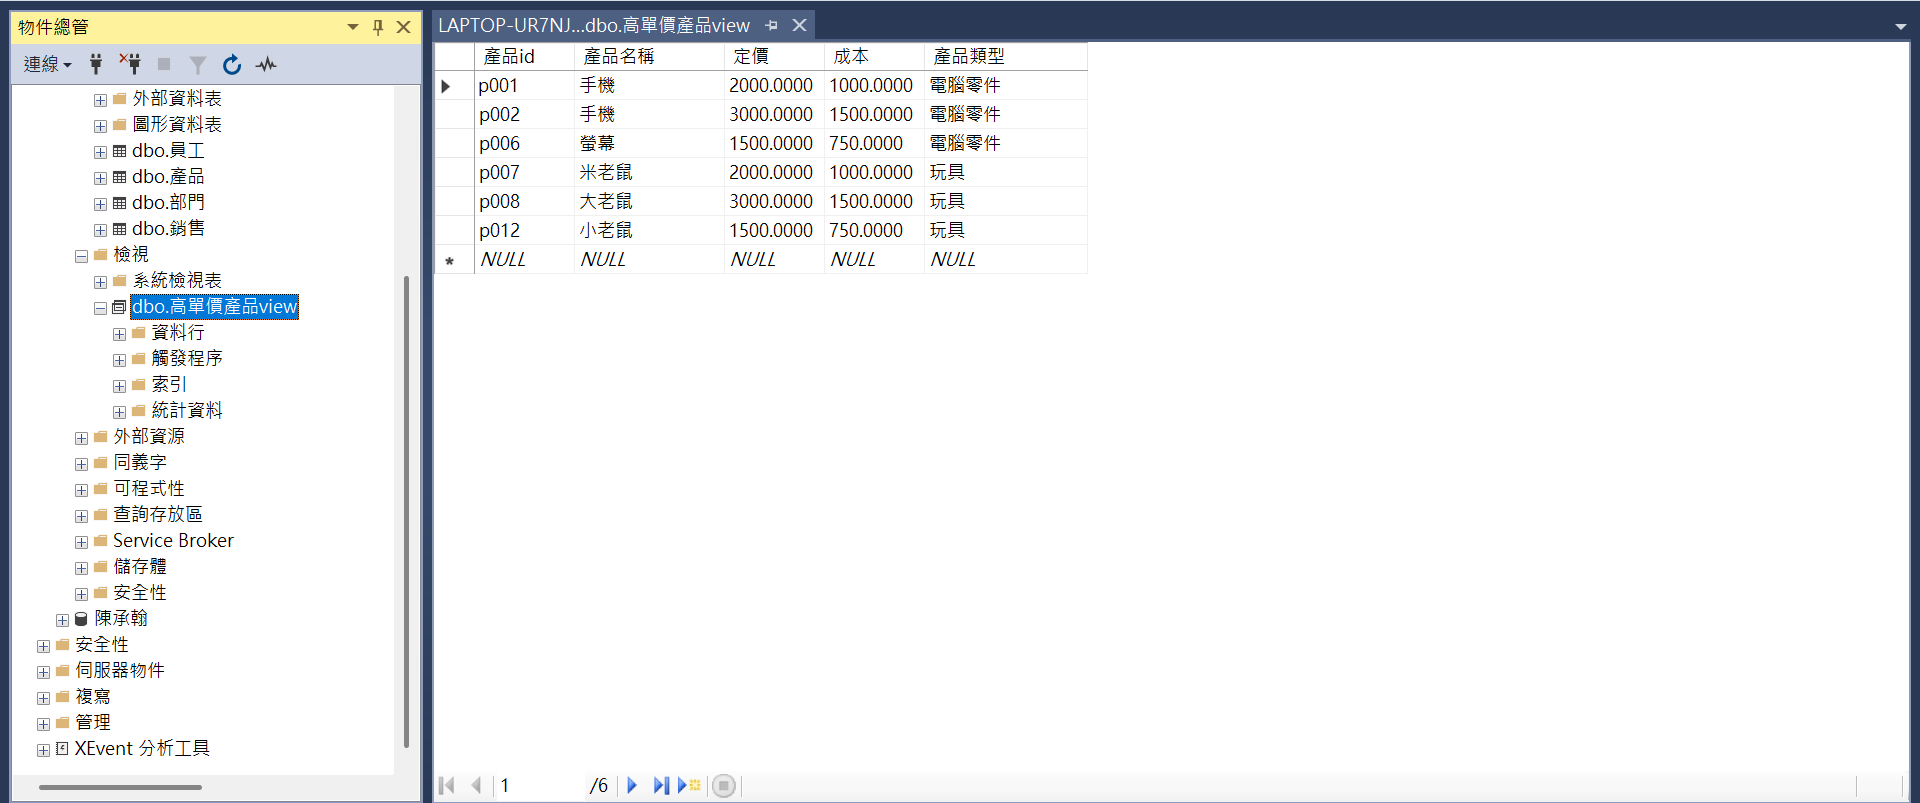 物件總管
連線
外部資料表
圖形資料表
dbo.員工
dbo.產品
dbo.部門
dbo.銷售
檢視
系統檢視表
dbo.高單價產品view
資料行
觸發程序
索引
統計資料
外部資源
同義字
可程式性
查詢存放區
Service Broker
儲存體
安全性
陳承翰
安全性
伺服器物件
複寫
管理
XEvent 分析工具
LAPTOP-UR7NJ...dbo.高單價產品view
產品id 產品名稱 定價 成本 產品類型
p001 手機 2000.0000 1000.0000 電腦零件
p002 手機 3000.0000 1500.0000 電腦零件
p006 螢幕 1500.0000 750.0000 電腦零件
p007 米老鼠 2000.0000 1000.0000 玩具
p008 大老鼠 3000.0000 1500.0000 玩具
p012 小老鼠 1500.0000 750.0000 玩具
* NULL NULL NULL NULL NULL
1 /6